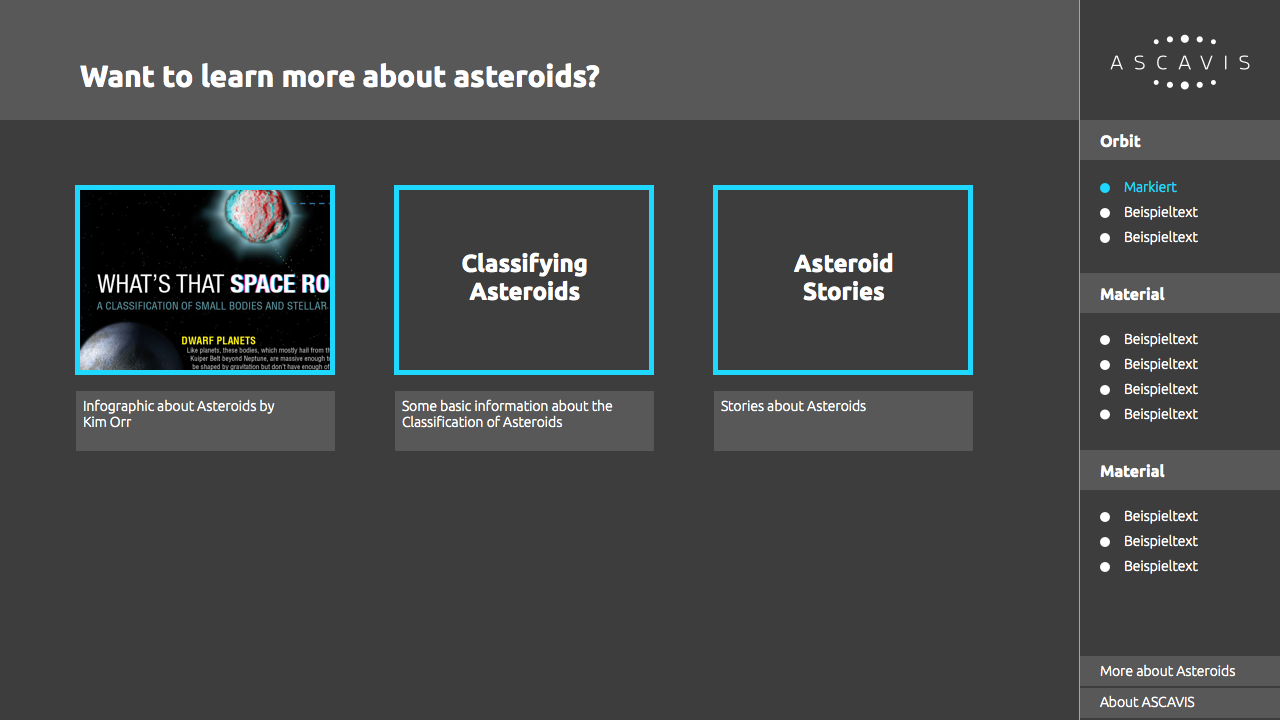 Want to learn more about asteroids?
WHAT'S THAT SPACE RO
A CLASSIFICATION OF SMALL BODIES AND STELLAR
DWARF PLANETS
Like planets, these bodies, which mostly hail from th
Kuiper Belt beyond Neptune, are massive enough t
be shaped by gravitation but don't have enough of
Infographic about Asteroids by
Kim Orr
Classifying
Asteroids
Some basic information about the
Classification of Asteroids
Asteroid
Stories
Stories about Asteroids
ASCAVIS
Orbit
Markiert
Beispieltext
Beispieltext
Material
Beispieltext
Beispieltext
Beispieltext
Beispieltext
Material
Beispieltext
Beispieltext
Beispieltext
More about Asteroids
About ASCAVIS